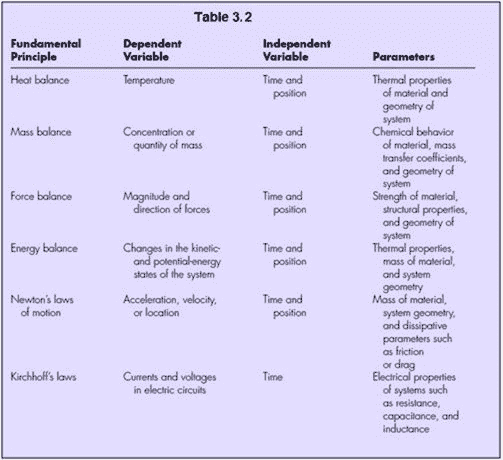 Table 3.2
Fundamental Principle	Dependent Variable	Independent Variable	Parameters
Heat balance	Temperature	Time and	Thermal properties
position	of material and
geometry of
system
Mass balance	Concentration or	Time and	Chemical behavior
quantity of mass	position	of material, mass
transfer coefficients,
and geometry of
system
Force balance	Magnitude and	Time and	Strength of material,
direction of forces	position	structural properties,
and geometry of
system
Energy balance	Changes in the kinetic-	Time and	Thermal properties,
and potential-energy	position	mass of material,
states of the system	and system
geometry
Newton's laws	Acceleration, velocity,	Time and	Mass of material,
of motion	or location	position	system geometry,
and dissipative
parameters such
as friction
or drag
Kirchhoff's laws	Currents and voltages	Time	Electrical properties
in electric circuits	of systems such
as resistance,
capacitance, and
inductance